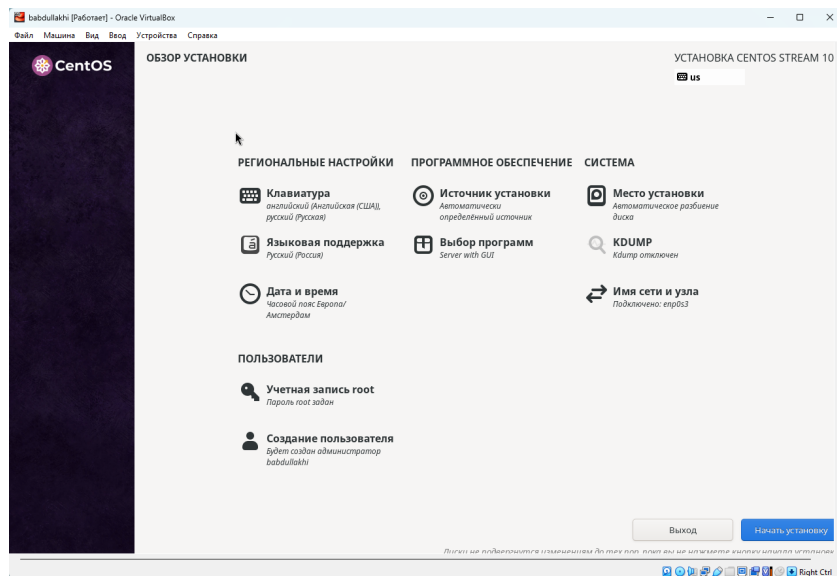 babdullakhi [Работает] - Oracle VirtualBox
Файл Машина Вид Ввод Устройства Справка
CentOS
ОБЗОР УСТАНОВКИ
УСТАНОВКА CENTOS STREAM 10
us
РЕГИОНАЛЬНЫЕ НАСТРОЙКИ
Клавиатура
английский (Английская (США)),
русский (Русская)
Языковая поддержка
Русский (Россия)
Дата и время
Часовой пояс Европа/
Амстердам
ПРОГРАММНОЕ ОБЕСПЕЧЕНИЕ
Источник установки
Автоматически
определённый источник
Выбор программ
Server with GUI
СИСТЕМА
Место установки
Автоматическое разбиение
диска
KDUMP
Kdump отключен
Имя сети и узла
Подключено: enp0s3
ПОЛЬЗОВАТЕЛИ
Учетная запись root
Пароль root задан
Создание пользователя
Будет создан администратор
babdullakhi
Выход
Начать установку
Диски не подвергнутся изменениям до тех пор, пока вы не нажмете кнопку начала установк
Right Ctrl